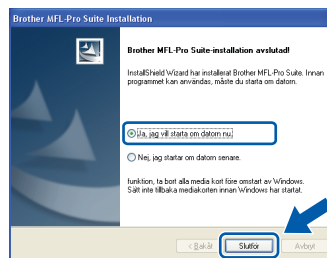 Brother MFL-Pro Suite Installation
Brother MFL-Pro Suite-installation avslutad!
InstallShield Wizard har installerat Brother MFL-Pro Suite. Innan
programmet kan användas, måste du starta om datorn.
Ja, jag vill starta om datorn nu.
Nej, jag startar om datorn senare.
funktion, ta bort alla media kort före omstart av Windows.
Sätt inte tillbaka mediakorten innan Windows har startat.
< Bakåt Slutför Avbryt